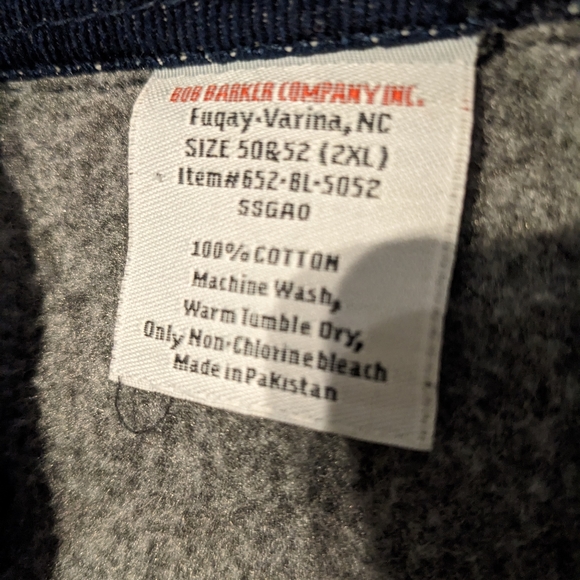 BOB BARKER COMPANY INC.
Fuqay-Varina, NC
SIZE 50&52 (2XL)
Item#652-BL-5052
SSGAO
100% COTTON
Machine Wash,
Warm Tumble Dry,
Only Non-Chlorine bleach
Made in Pakistan